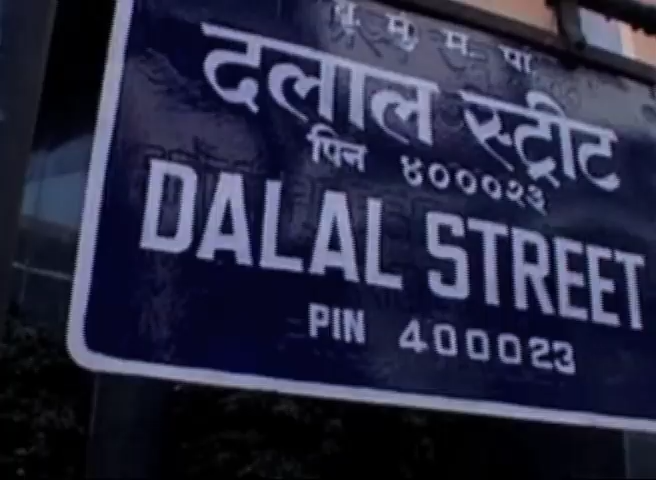 बृ. मुं. म. पा.
दलाल स्ट्रीट
पिन ४०००२३
DALAL STREET
PIN 400023